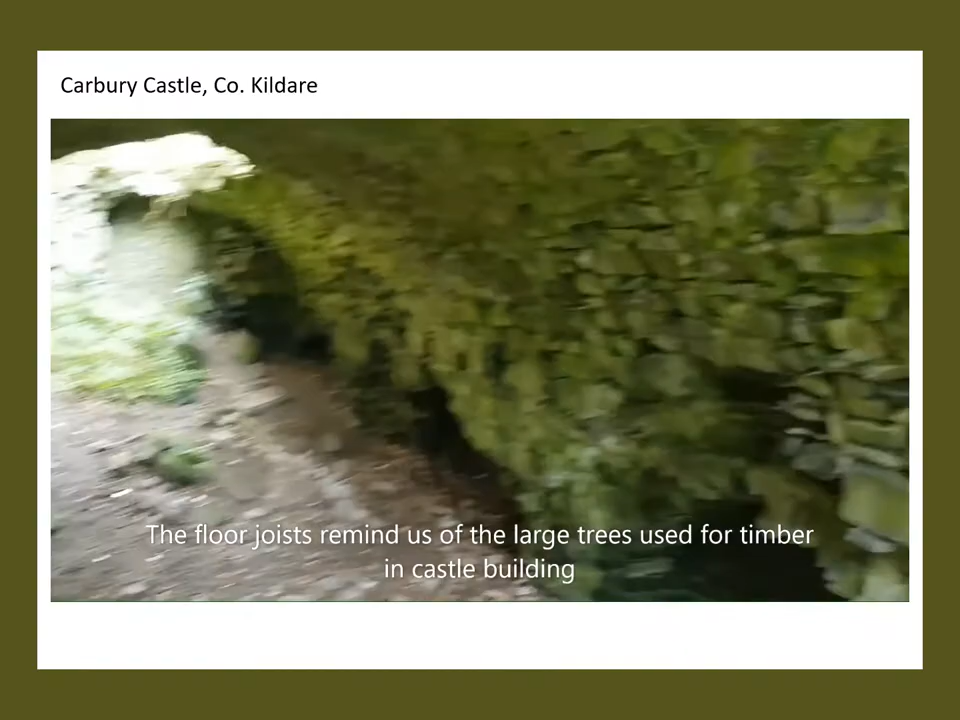 Carbury Castle, Co. Kildare
The floor joists remind us of the large trees used for timber
in castle building